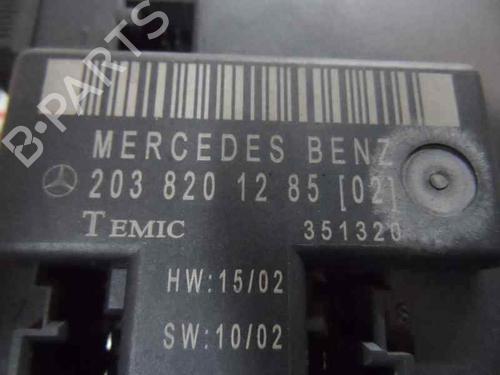 B-PARTS
MERCEDES BENZ
203 820 12 85 [02]
TEMIC 351320
HW:15/02
SW:10/02